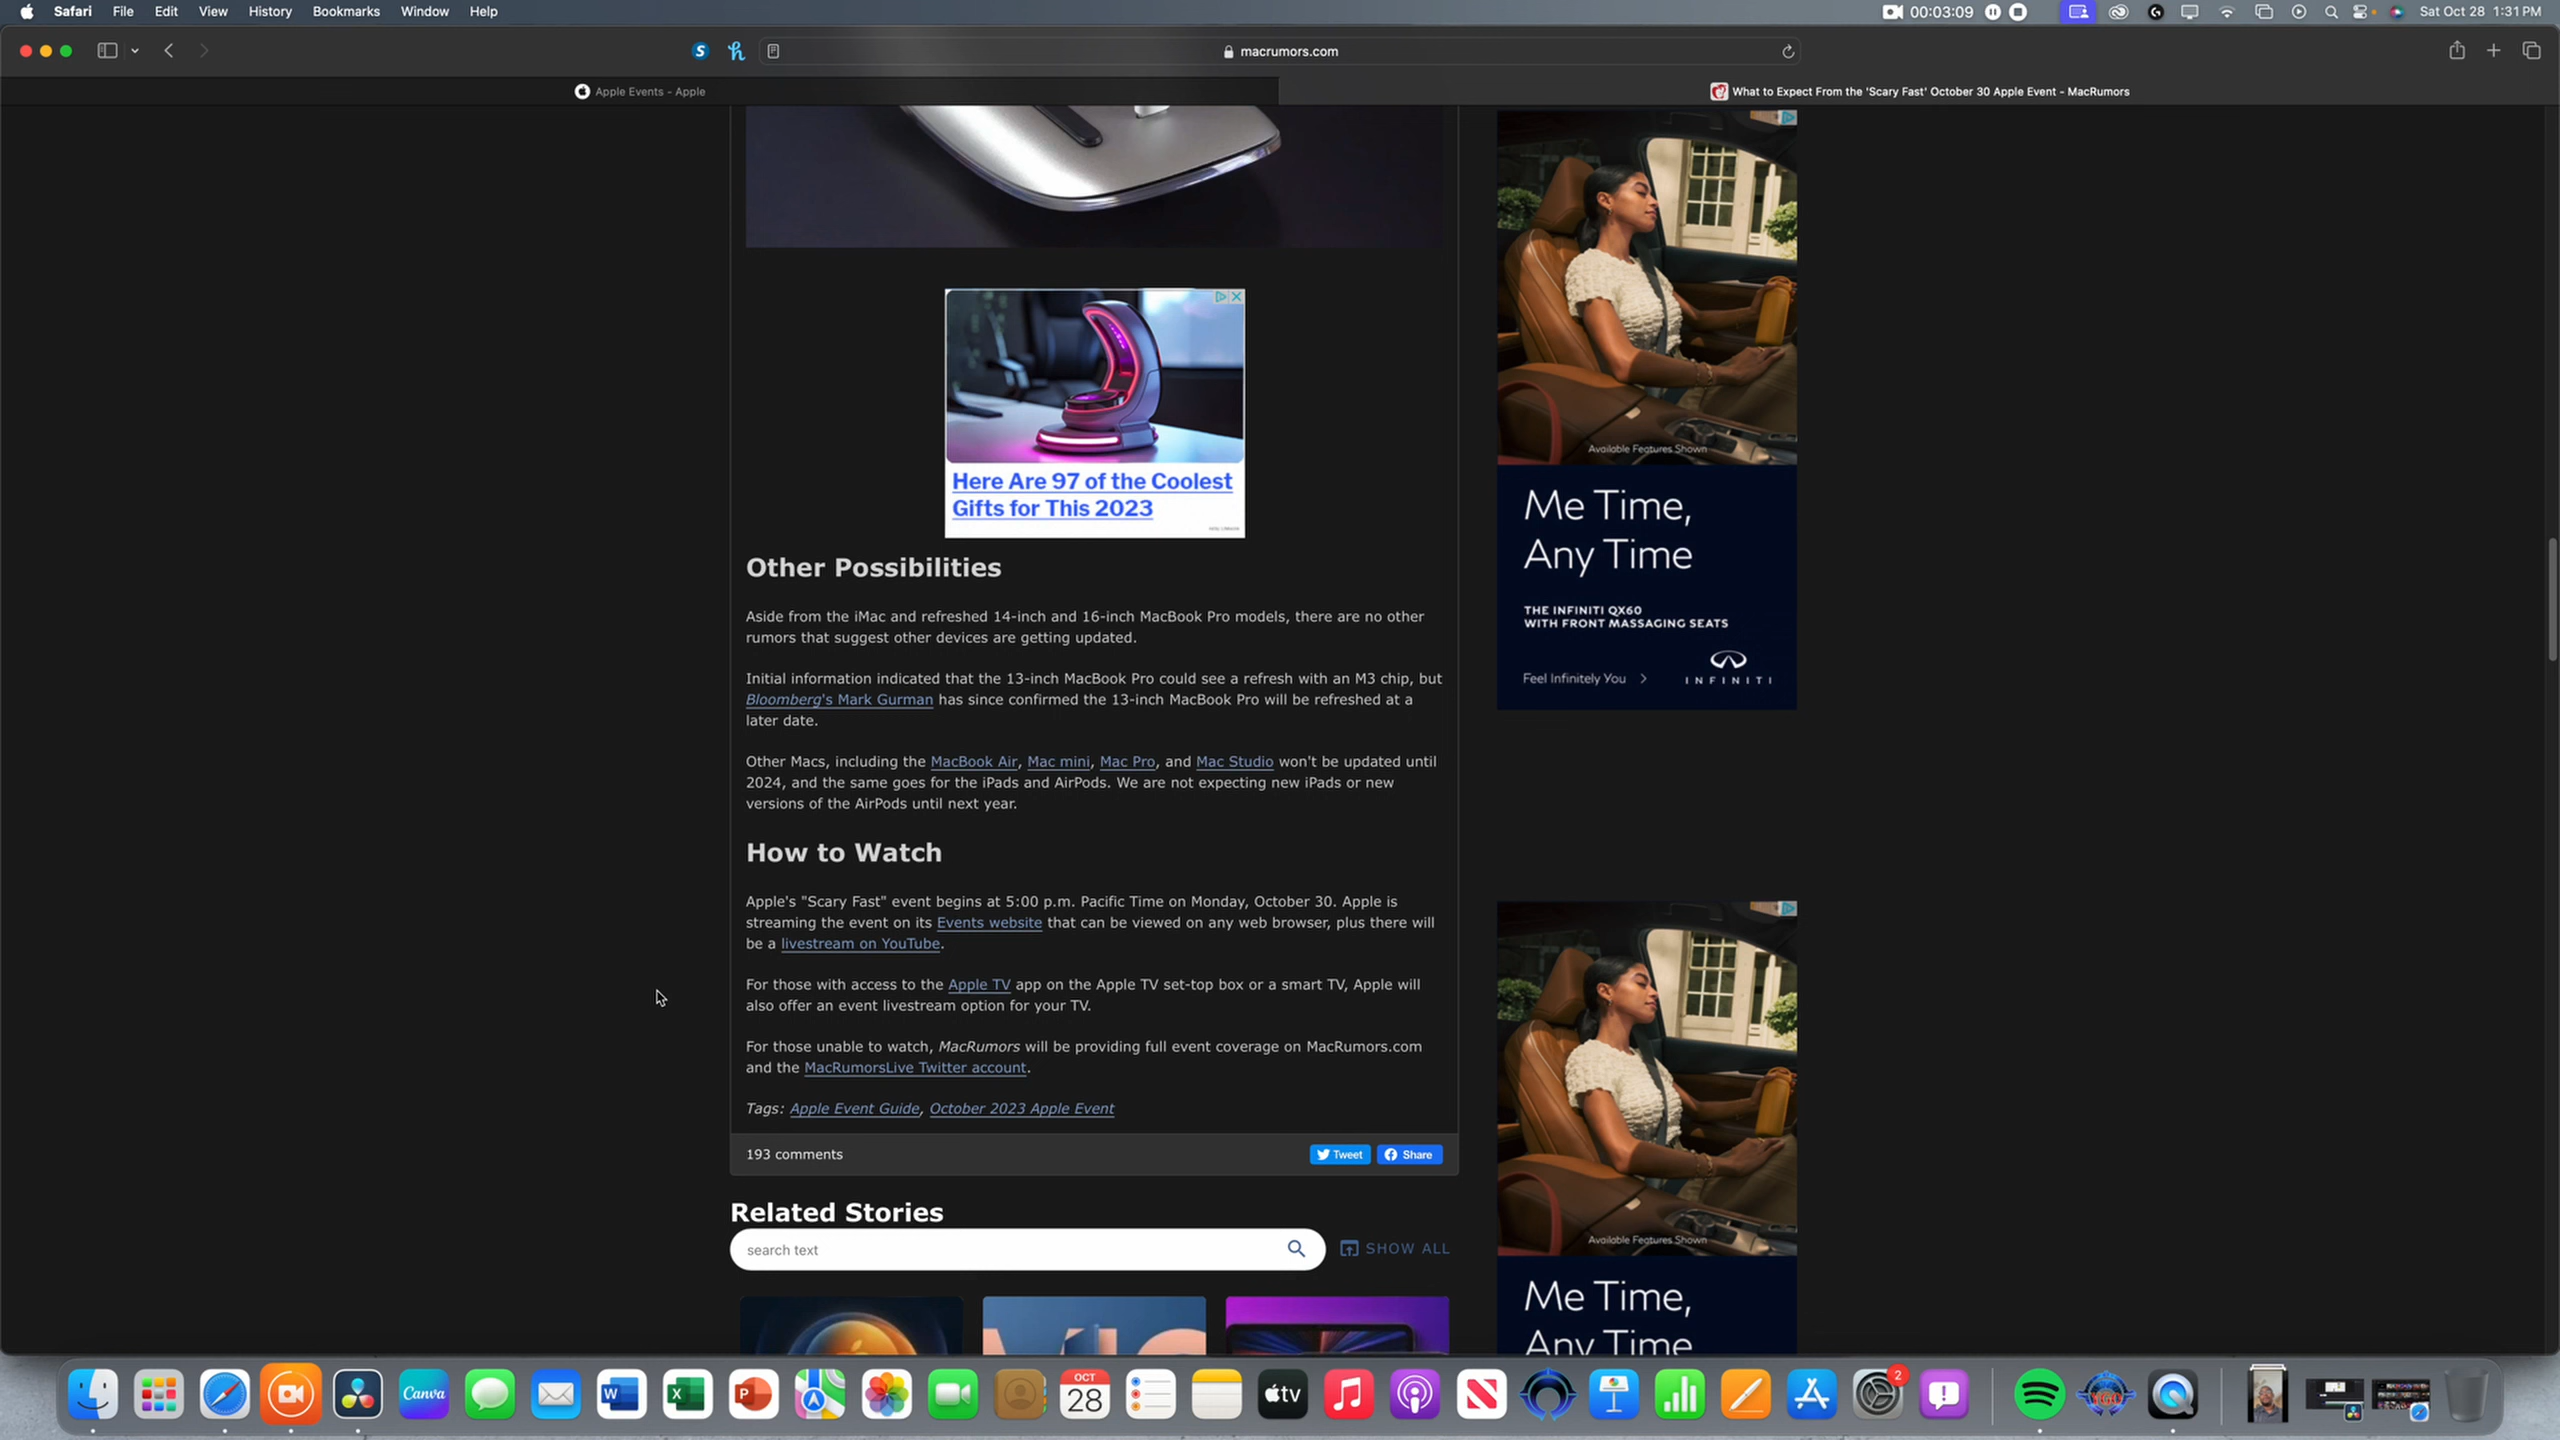 Safari File Edit View History Bookmarks Window Help
00:03:09
Sat Oct 28 1:31 PM
macrumors.com
Apple Events - Apple
What to Expect From the 'Scary Fast' October 30 Apple Event - MacRumors
Here Are 97 of the Coolest
Gifts for This 2023
Other Possibilities
Aside from the iMac and refreshed 14-inch and 16-inch MacBook Pro models, there are no other
rumors that suggest other devices are getting updated.
Initial information indicated that the 13-inch MacBook Pro could see a refresh with an M3 chip, but
Bloomberg's Mark Gurman has since confirmed the 13-inch MacBook Pro will be refreshed at a
later date.
Other Macs, including the MacBook Air, Mac mini, Mac Pro, and Mac Studio won't be updated until
2024, and the same goes for the iPads and AirPods. We are not expecting new iPads or new
versions of the AirPods until next year.
How to Watch
Apple's "Scary Fast" event begins at 5:00 p.m. Pacific Time on Monday, October 30. Apple is
streaming the event on its Events website that can be viewed on any web browser, plus there will
be a livestream on YouTube.
For those with access to the Apple TV app on the Apple TV set-top box or a smart TV, Apple will
also offer an event livestream option for your TV.
For those unable to watch, MacRumors will be providing full event coverage on MacRumors.com
and the MacRumorsLive Twitter account.
Tags: Apple Event Guide, October 2023 Apple Event
193 comments
Tweet
Share
Related Stories
search text
SHOW ALL
Available Features Shown
Me Time,
Any Time
THE INFINITI QX60
WITH FRONT MASSAGING SEATS
Feel Infinitely You >
INFINITI
Available Features Shown
Me Time,
Any Time
Canva
W
X
P
OCT
28
tv
2